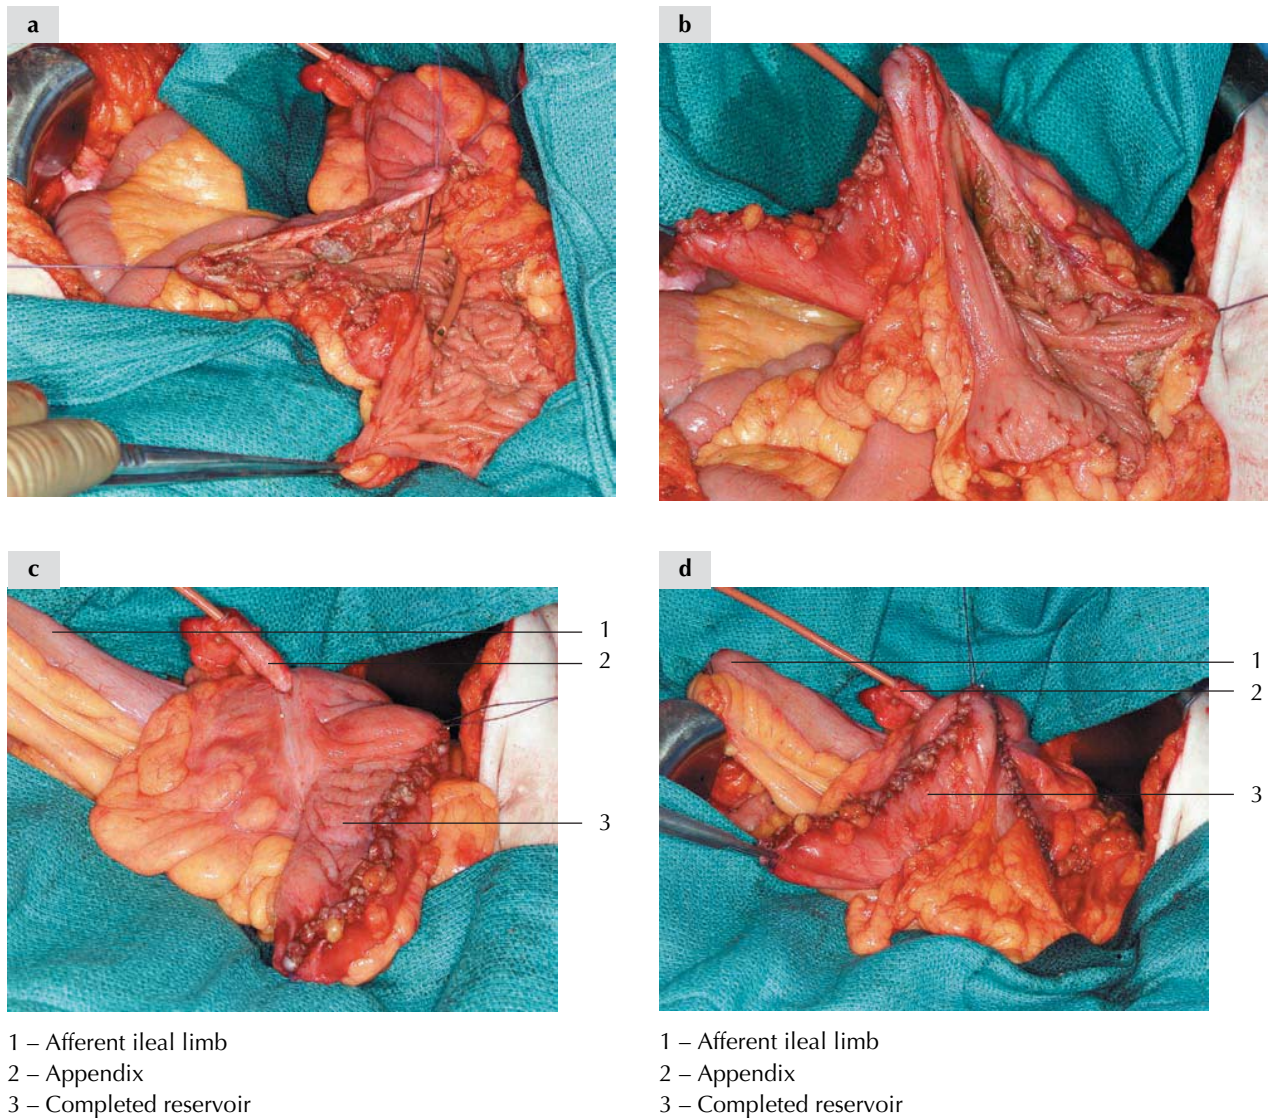 a
b
c
1
2
3
d
1
2
3
1 – Afferent ileal limb
2 – Appendix
3 – Completed reservoir
1 – Afferent ileal limb
2 – Appendix
3 – Completed reservoir